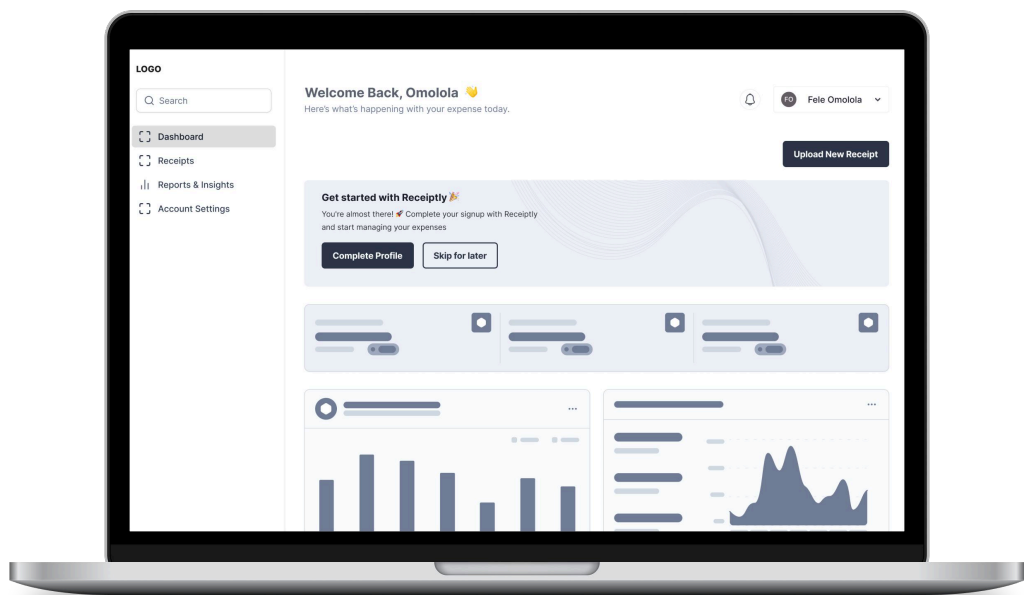 LOGO
Search
Dashboard
Receipts
Reports & Insights
Account Settings
Welcome Back, Omolola 👋
Here's what's happening with your expense today.
FO
Fele Omolola
Upload New Receipt
Get started with Receiptly 🎉
You're almost there! 🚀 Complete your signup with Receiptly
and start managing your expenses
Complete Profile
Skip for later